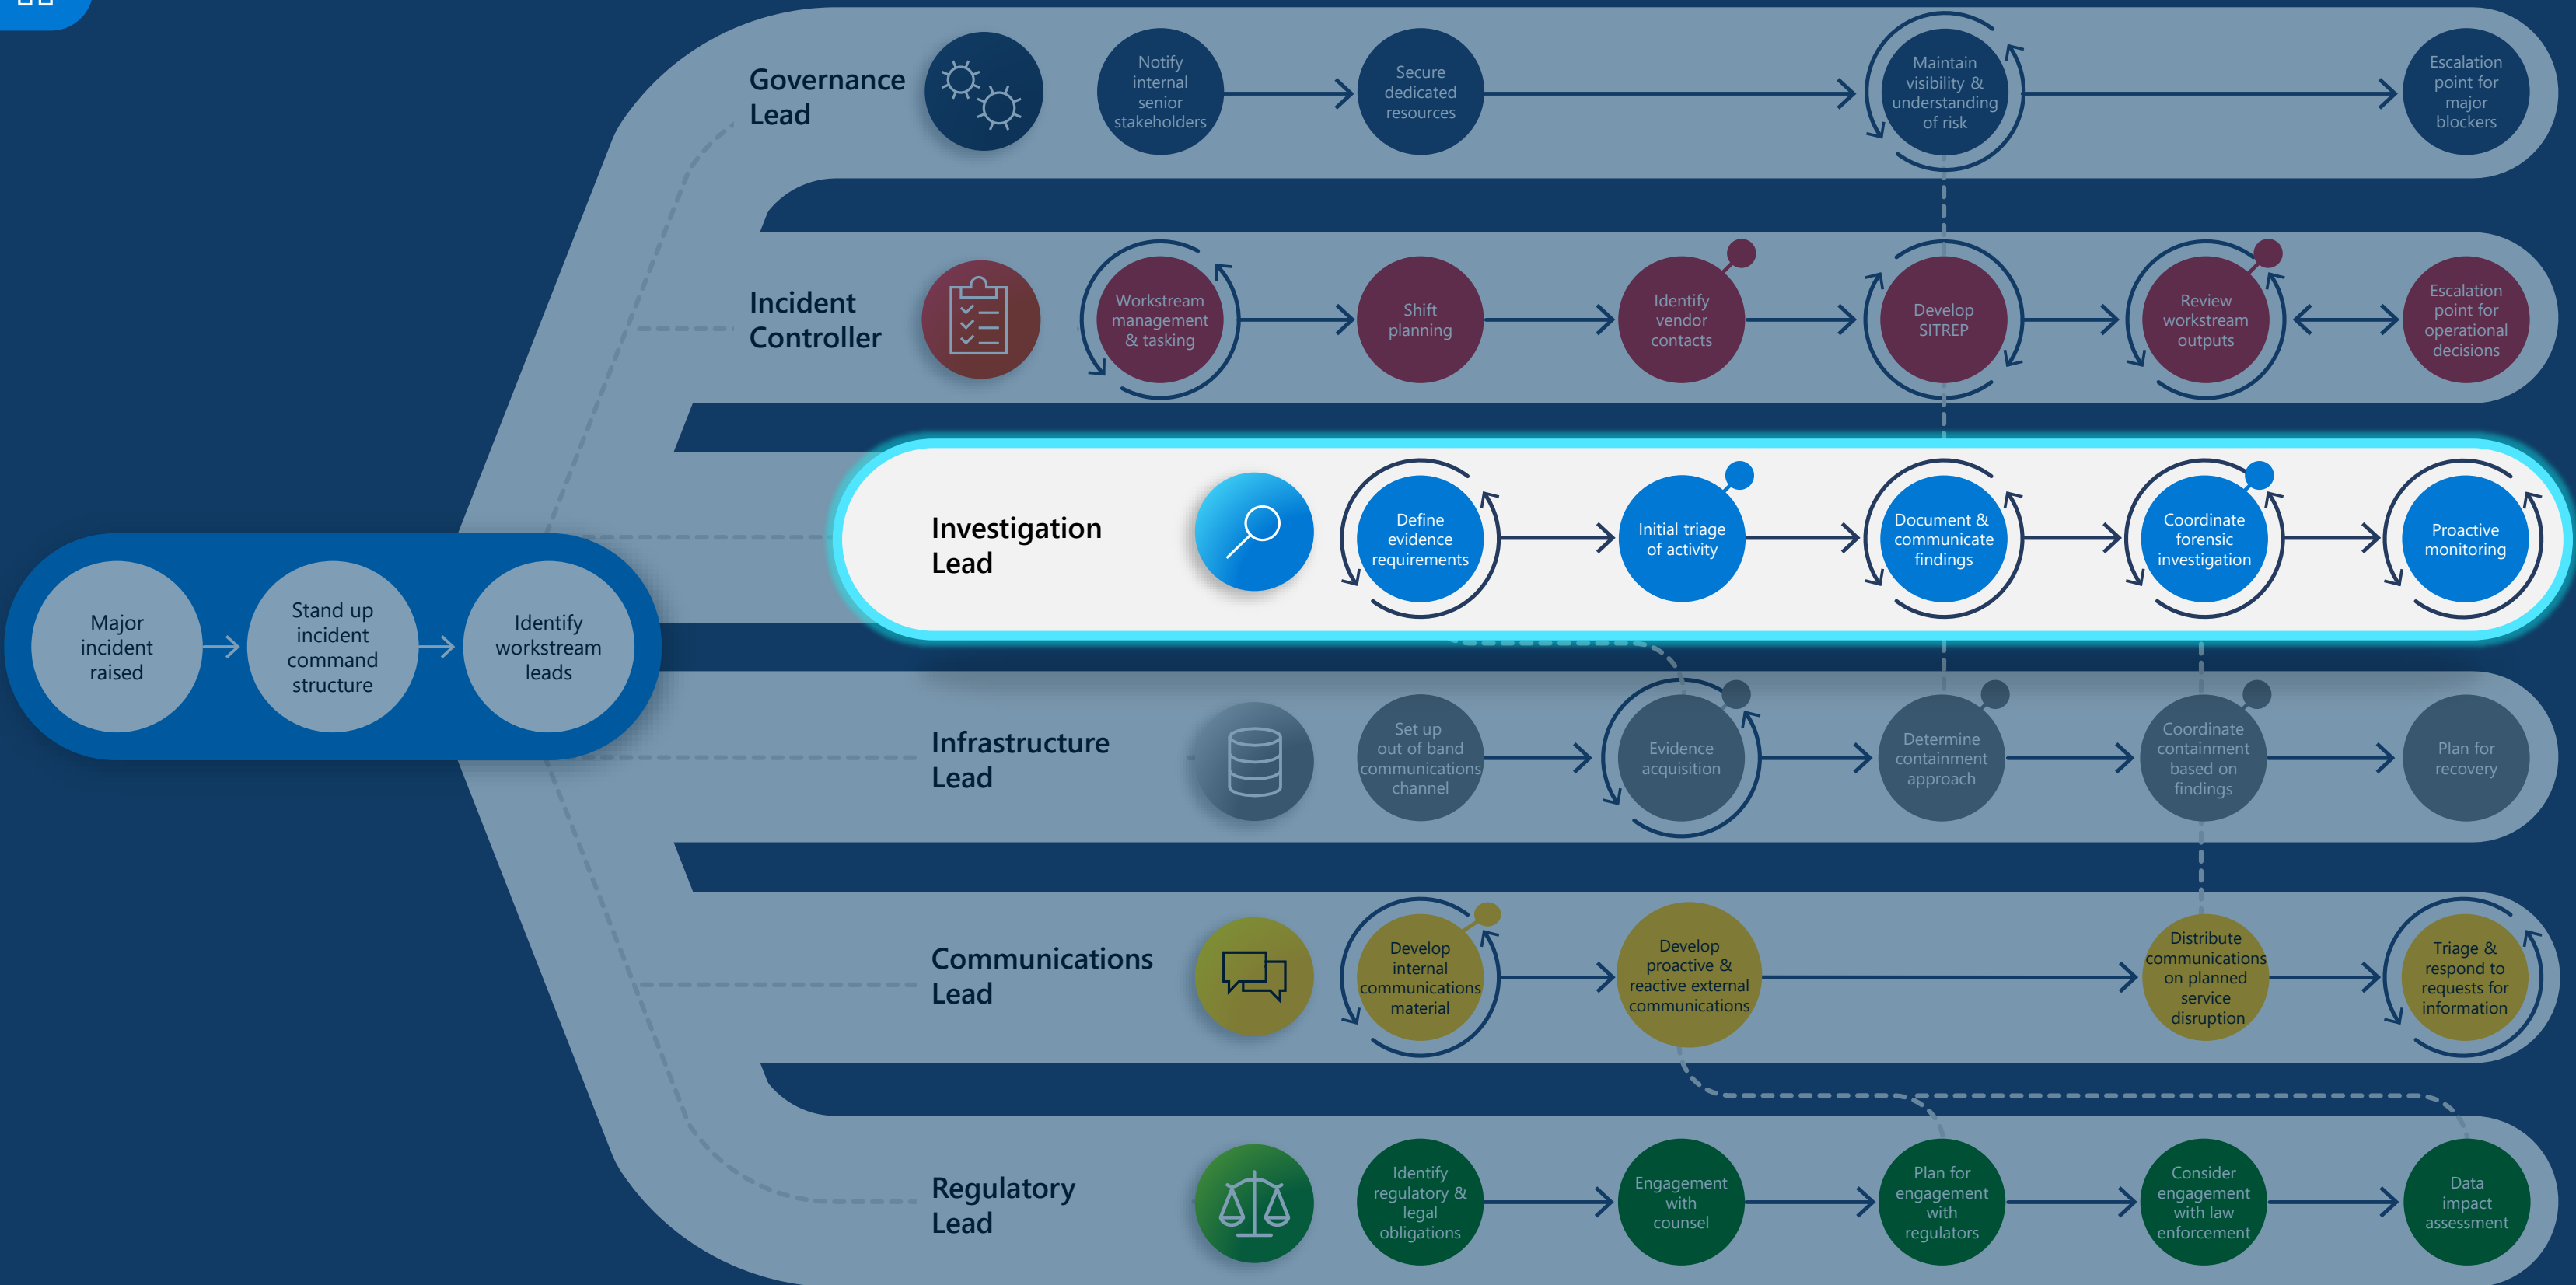 Governance
Lead
Notify
internal
senior
stakeholders
Secure
dedicated
resources
Maintain
visibility &
understanding
of risk
Escalation
point for
major
blockers
Incident
Controller
Workstream
management
& tasking
Shift
planning
Identify
vendor
contacts
Develop
SITREP
Review
workstream
outputs
Escalation
point for
operational
decisions
Major
incident
raised
Stand up
incident
command
structure
Identify
workstream
leads
Investigation
Lead
Define
evidence
requirements
Initial triage
of activity
Document &
communicate
findings
Coordinate
forensic
investigation
Proactive
monitoring
Infrastructure
Lead
Set up
out of band
communications
channel
Evidence
acquisition
Determine
containment
approach
Coordinate
containment
based on
findings
Plan for
recovery
Communications
Lead
Develop
internal
communications
material
Develop
proactive &
reactive external
communications
Distribute
communications
on planned
service
disruption
Triage &
respond to
requests for
information
Regulatory
Lead
Identify
regulatory &
legal
obligations
Engagement
with
counsel
Plan for
engagement
with
regulators
Consider
engagement
with law
enforcement
Data
impact
assessment